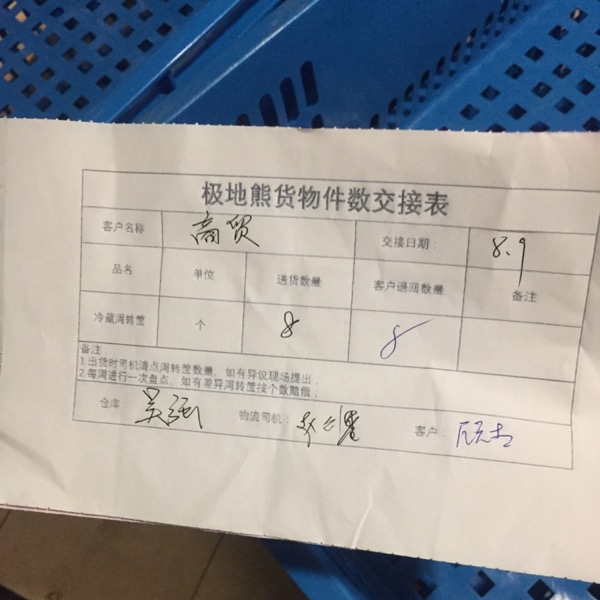 极地熊货物件数交接表
客户名称 商贸 交接日期： 8.9
品名 单位 送货数量 客户退回数量 备注
冷藏周转筐 个 8 8
备注：
1.出货时司机清点周转筐数量，如有异议现场提出；
2.每周进行一次盘点，如有差异周转筐按个数赔偿；
仓库： 吴强 物流司机： 客户：